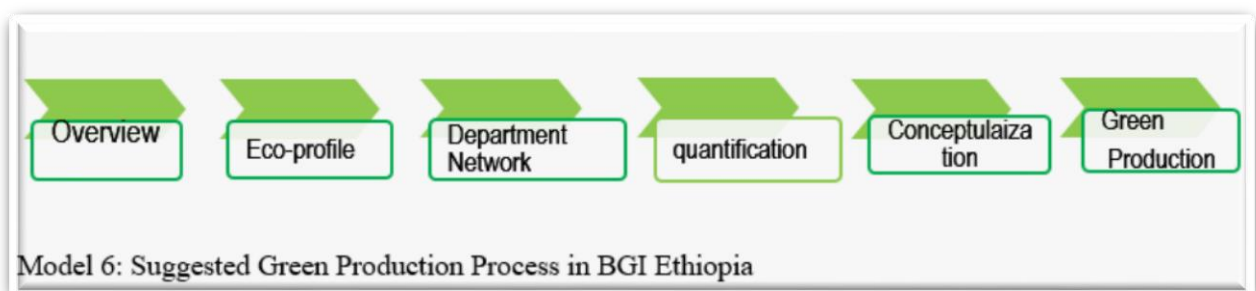 Overview
Eco-profile
Department
Network
quantification
Conceptulaiza
tion
Green
Production
Model 6: Suggested Green Production Process in BGI Ethiopia